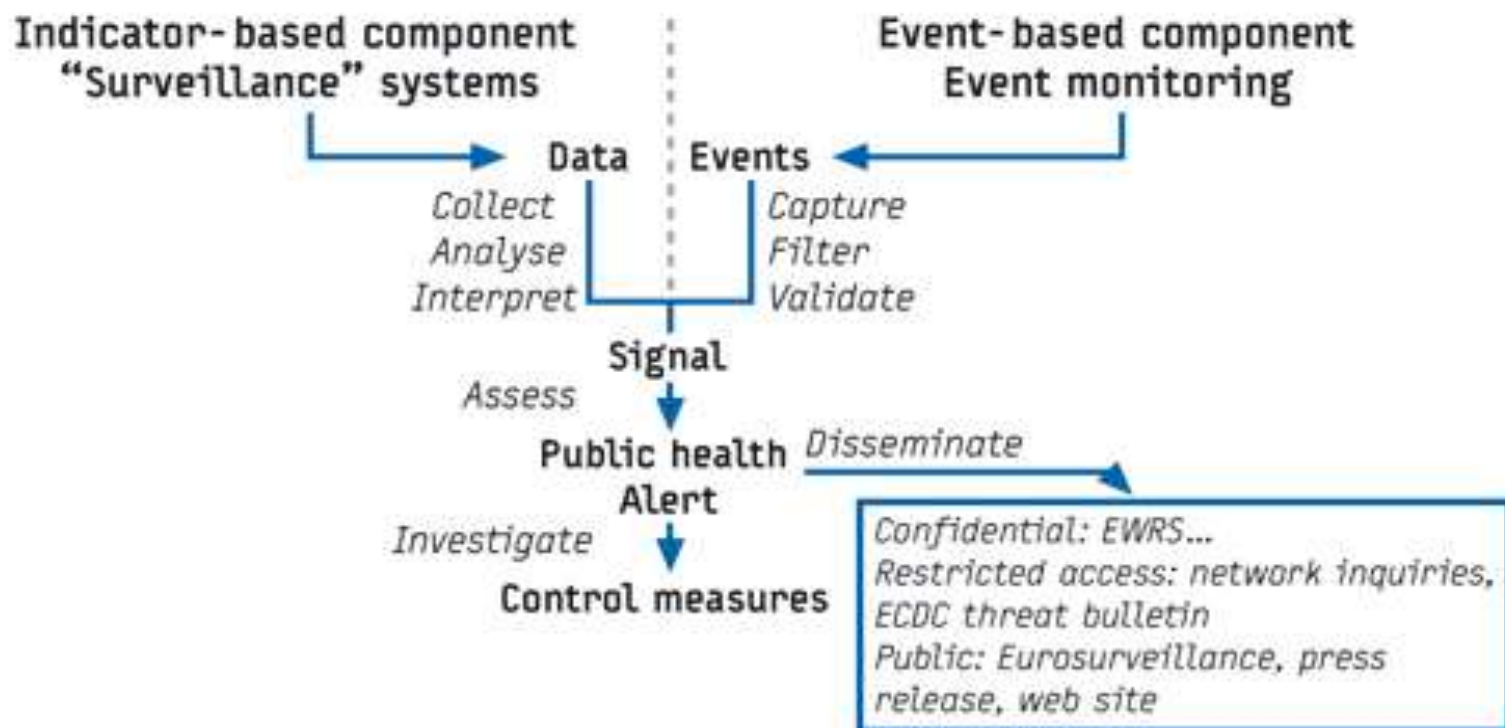 Indicator-based component
“Surveillance” systems
Event-based component
Event monitoring
Data
Events
Collect
Analyse
Interpret
Capture
Filter
Validate
Signal
Assess
Public health
Alert
Disseminate
Investigate
Control measures
Confidential: EWRS...
Restricted access: network inquiries,
ECDC threat bulletin
Public: Eurosurveillance, press
release, web site